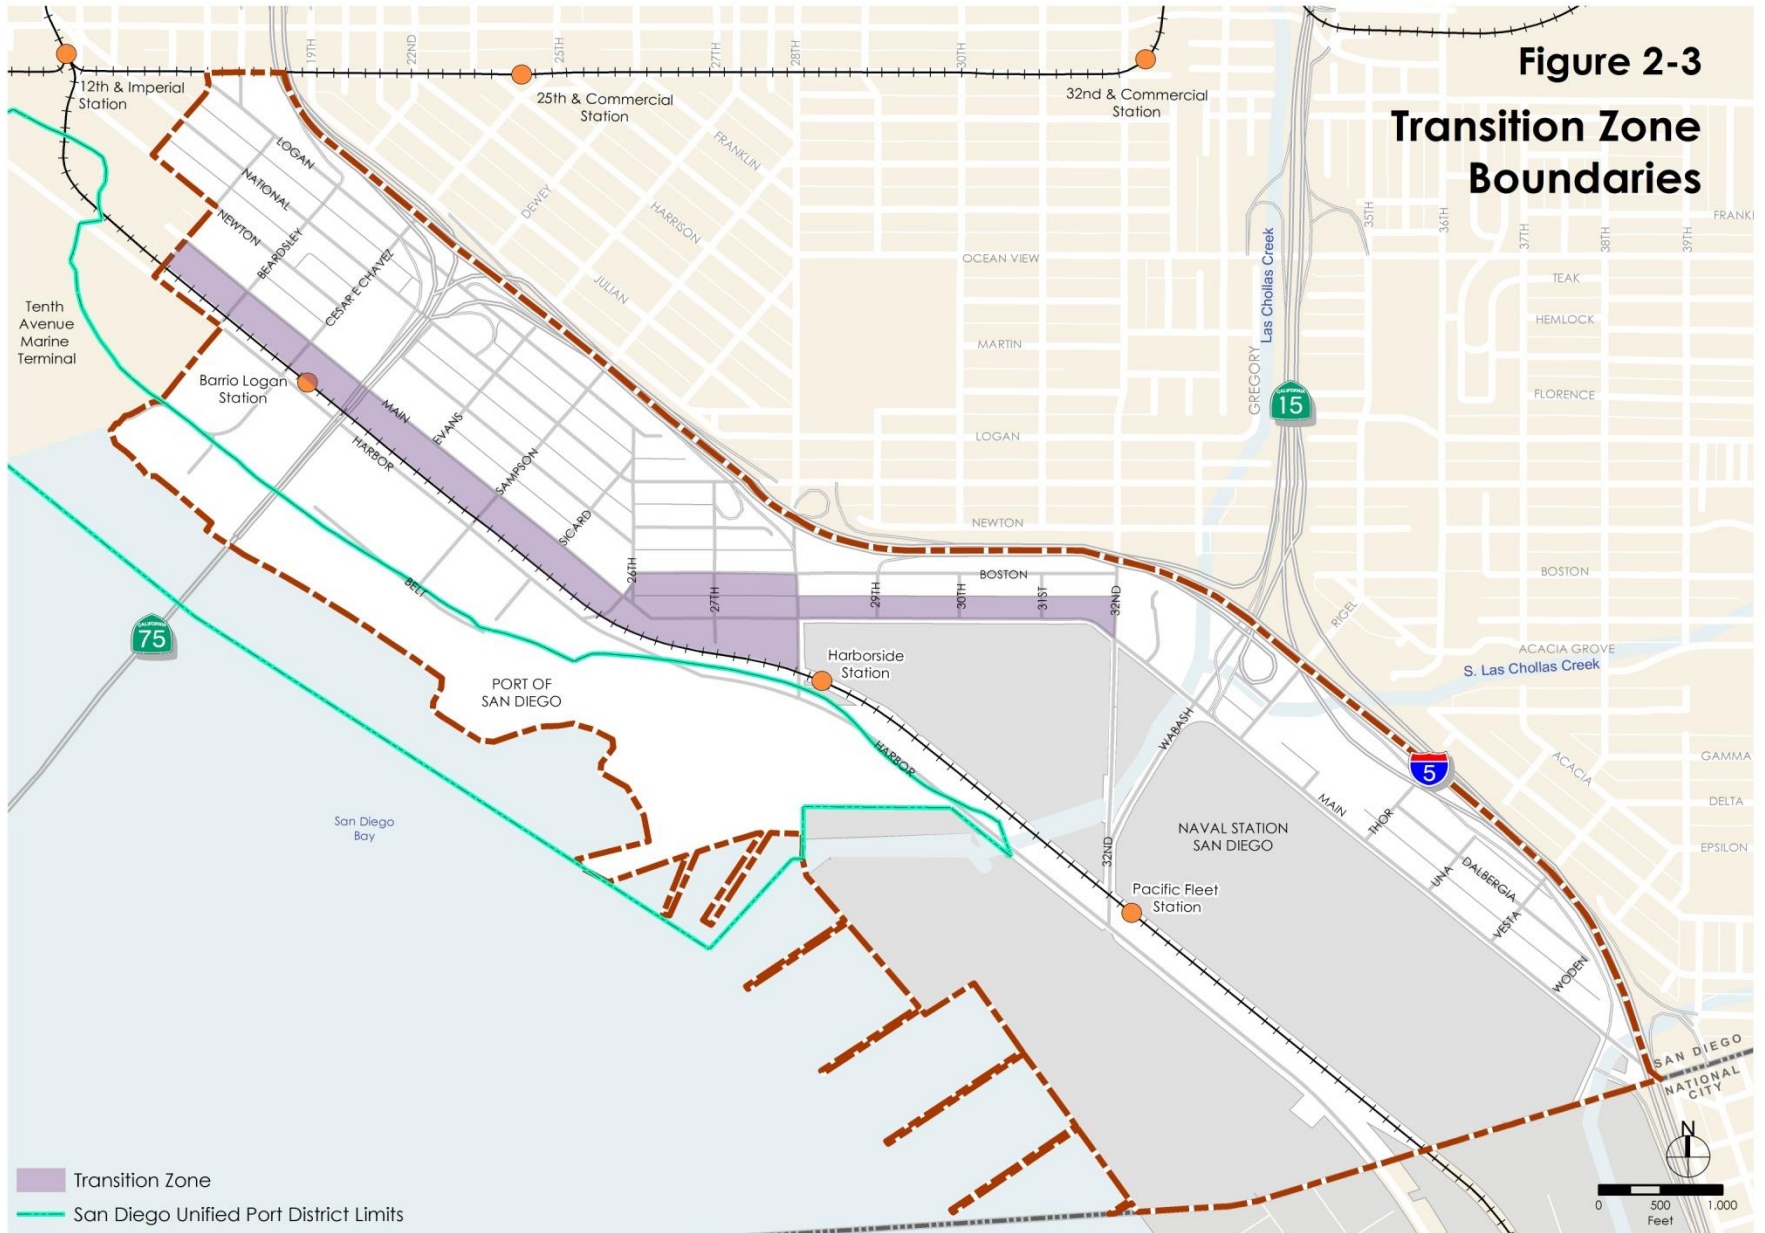 Figure 2-3
Transition Zone
Boundaries
19TH
22ND
25TH
27TH
28TH
30TH
12th & Imperial
Station
25th & Commercial
Station
32nd & Commercial
Station
LOGAN
NATIONAL
NEWTON
BEARDSLEY
CESAR E CHAVEZ
FRANKLIN
DEWEY
HARRISON
JULIAN
OCEAN VIEW
MARTIN
LOGAN
NEWTON
GREGORY
Las Chollas Creek
35TH
36TH
37TH
38TH
39TH
FRANKI
TEAK
HEMLOCK
FLORENCE
CALIFORNIA
15
Tenth
Avenue
Marine
Terminal
Barrio Logan
Station
MAIN
HARBOR
EVANS
SAMPSON
SICARD
BELT
26TH
27TH
BOSTON
29TH
30TH
31ST
32ND
BOSTON
RIGEL
ACACIA GROVE
S. Las Chollas Creek
CALIFORNIA
75
Harborside
Station
PORT OF
SAN DIEGO
HARBOR
WABASH
ACACIA
GAMMA
DELTA
EPSILON
5
San Diego
Bay
MAIN
THOR
NAVAL STATION
SAN DIEGO
32ND
UNA
DALBERGIA
VESTA
WODEN
Pacific Fleet
Station
SAN DIEGO
NATIONAL
CITY
N
0 500 1,000
Feet
Transition Zone
San Diego Unified Port District Limits